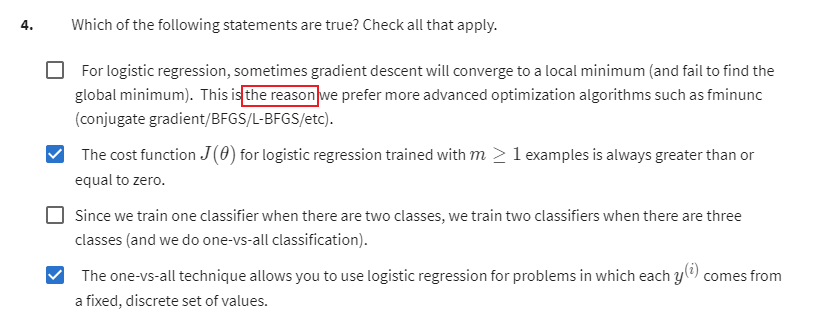 4. Which of the following statements are true? Check all that apply.
For logistic regression, sometimes gradient descent will converge to a local minimum (and fail to find the
global minimum). This is the reason we prefer more advanced optimization algorithms such as fminunc
(conjugate gradient/BFGS/L-BFGS/etc).
The cost function J(θ) for logistic regression trained with m ≥ 1 examples is always greater than or
equal to zero.
Since we train one classifier when there are two classes, we train two classifiers when there are three
classes (and we do one-vs-all classification).
The one-vs-all technique allows you to use logistic regression for problems in which each y⁽ⁱ⁾ comes from
a fixed, discrete set of values.